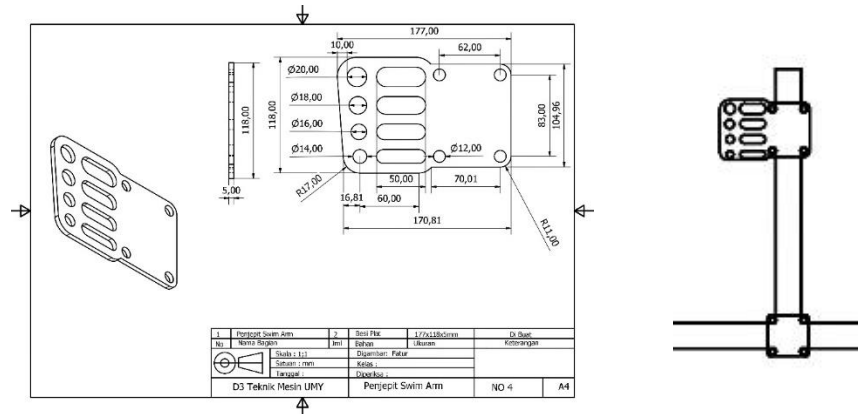 177,00
10,00
62,00
Ø20,00
Ø18,00
118,00
118,00
Ø16,00
83,00
104,96
Ø14,00
Ø12,00
R17,00
50,00
70,01
5,00
16,81
60,00
R11,00
170,81
1 Penjepit Swim Arm 2 Besi Plat 177x118x5mm Di Buat
No Nama Bagian Jml Bahan Ukuran Keterangan
Skala : 1:1 Digambar: Fatur
Satuan : mm Kelas :
Tanggal : Diperiksa :
D3 Teknik Mesin UMY Penjepit Swim Arm NO 4 A4